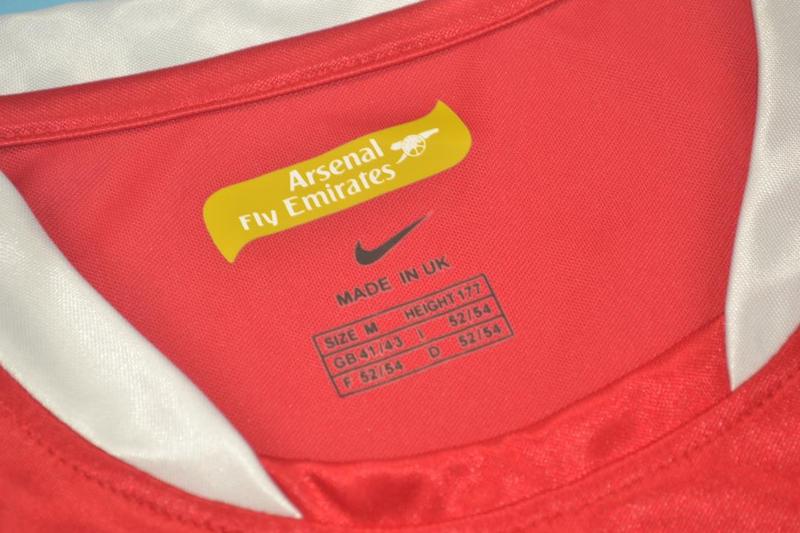 Arsenal
Fly Emirates
MADE IN UK
SIZE M HEIGHT 177
GB 41/43 I 52/54
F 52/54 D 52/54